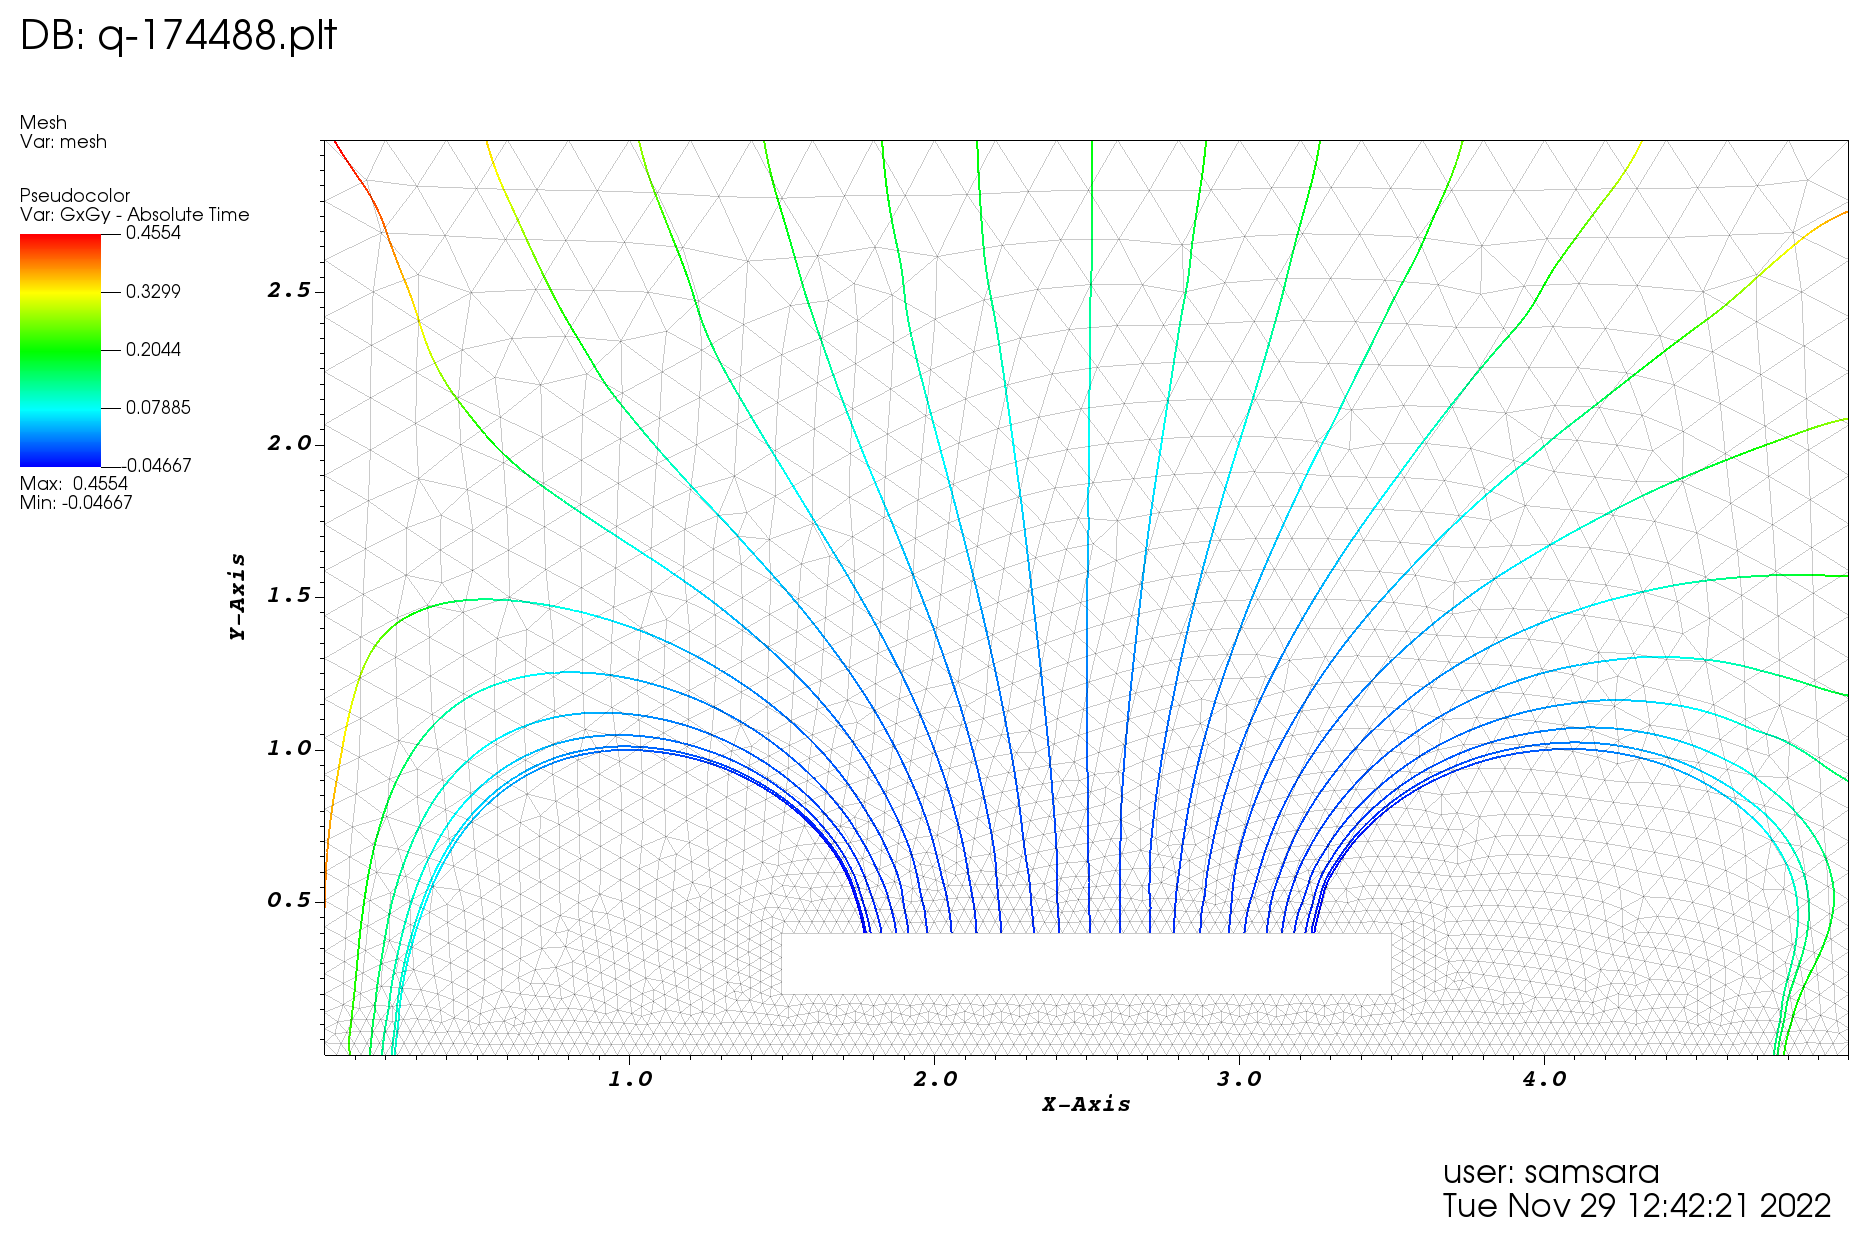 DB: q-174488.plt
Mesh
Var: mesh
Pseudocolor
Var: GxGy - Absolute Time
0.4554
0.3299
0.2044
0.07885
-0.04667
Max: 0.4554
Min: -0.04667
2.5
2.0
1.5
1.0
0.5
Y-Axis
1.0 2.0 3.0 4.0
X-Axis
user: samsara
Tue Nov 29 12:42:21 2022